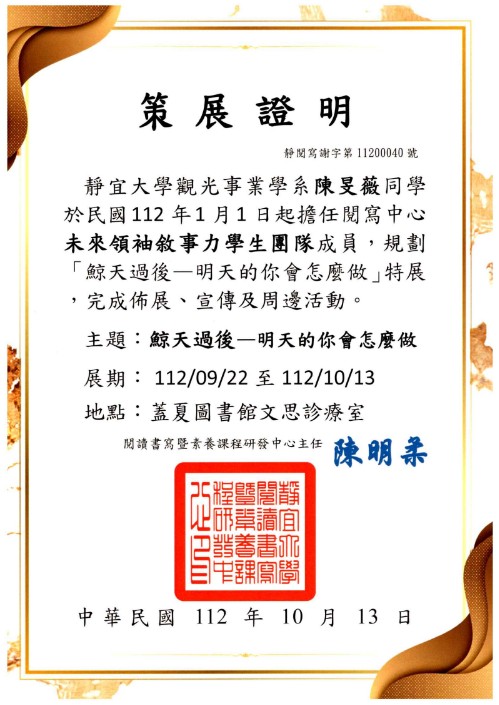 策展證明
靜閱寫謝字第 11200040 號
靜宜大學觀光事業學系陳旻薇同學
於民國 112 年 1 月 1 日起擔任閱寫中心
未來領袖敘事力學生團隊成員，規劃
「鯨天過後—明天的你會怎麼做」特展
，完成佈展、宣傳及周邊活動。
主題：鯨天過後—明天的你會怎麼做
展期： 112/09/22 至 112/10/13
地點：蓋夏圖書館文思診療室
閱讀書寫暨素養課程研發中心主任 陳明柔
靜宜大學
閱讀書寫
暨素養課
程研發中
心印
中華民國 112 年 10 月 13 日